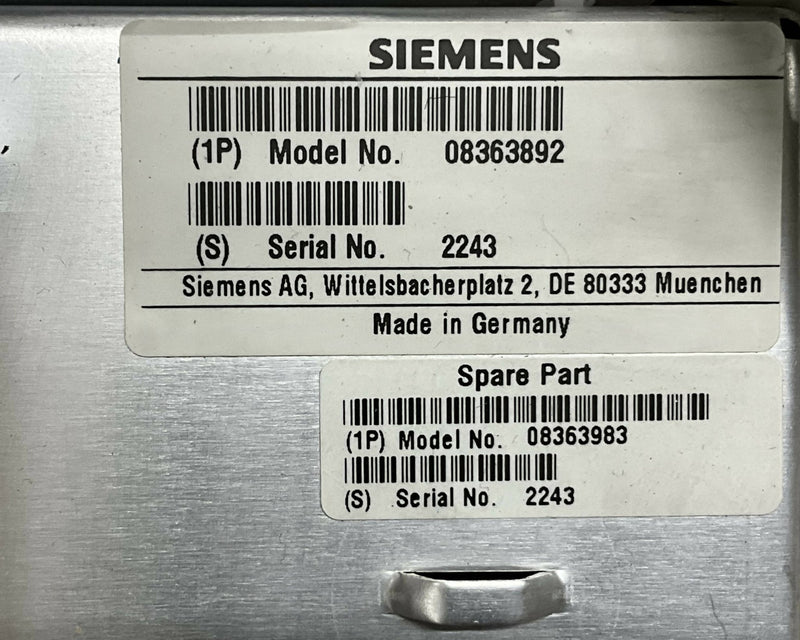 SIEMENS
(1P) Model No. 08363892
(S) Serial No. 2243
Siemens AG, Wittelsbacherplatz 2, DE 80333 Muenchen
Made in Germany
Spare Part
(1P) Model No. 08363983
(S) Serial No. 2243